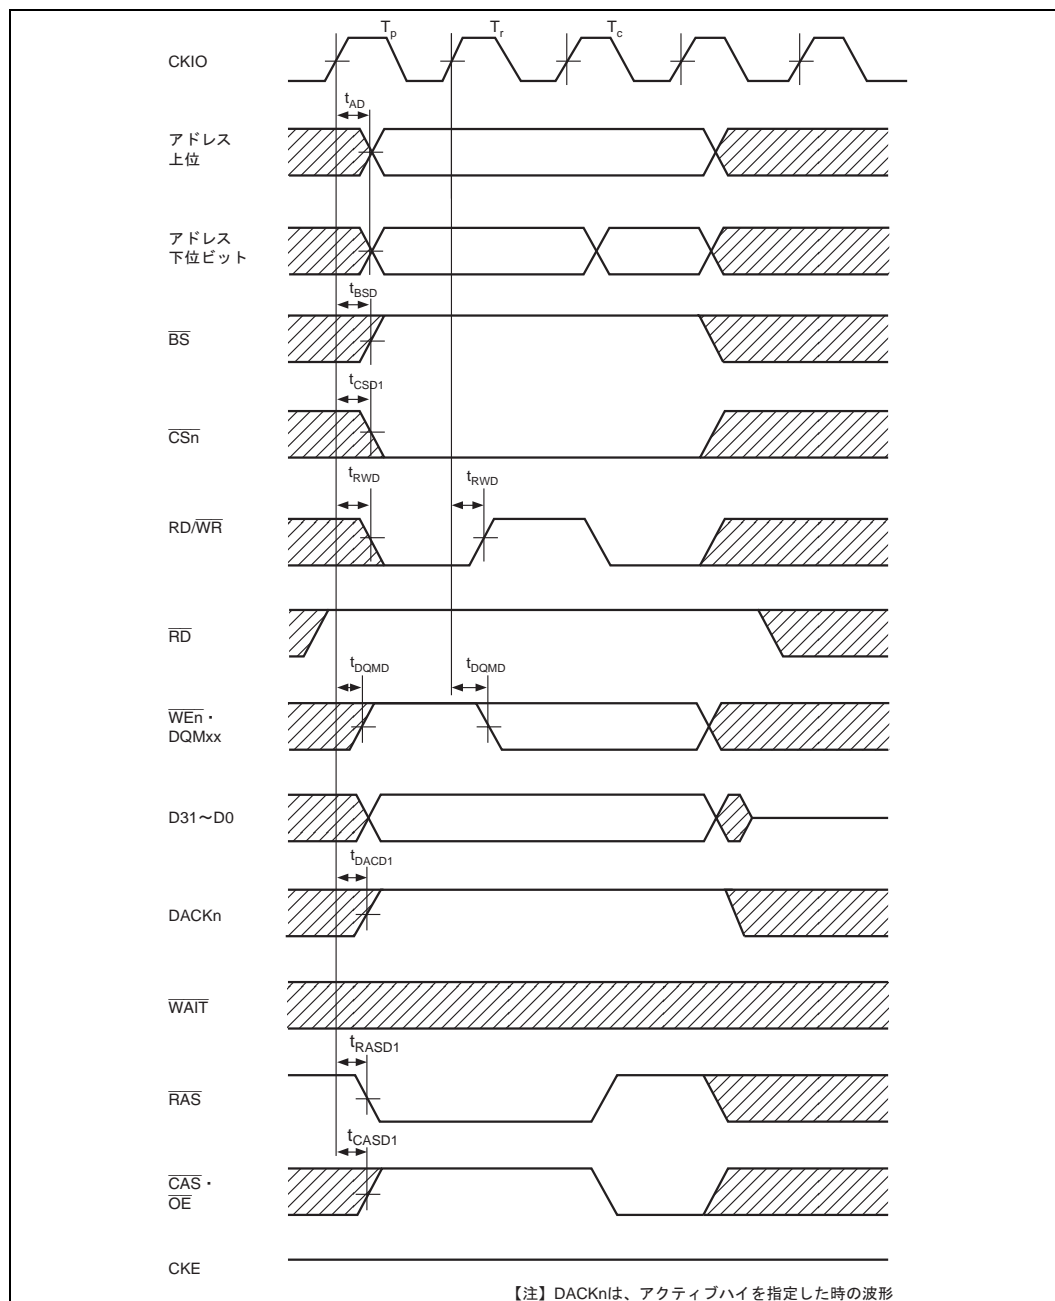 Tp Tr Tc
CKIO
tAD
アドレス
上位
アドレス
下位ビット
tBSD
BS
tCSD1
CSn
tRWD tRWD
RD/WR
RD
tDQMD tDQMD
WEn・
DQMxx
D31～D0
tDACD1
DACKn
WAIT
tRASD1
RAS
tCASD1
CAS・
OE
CKE
【注】DACKnは、アクティブハイを指定した時の波形